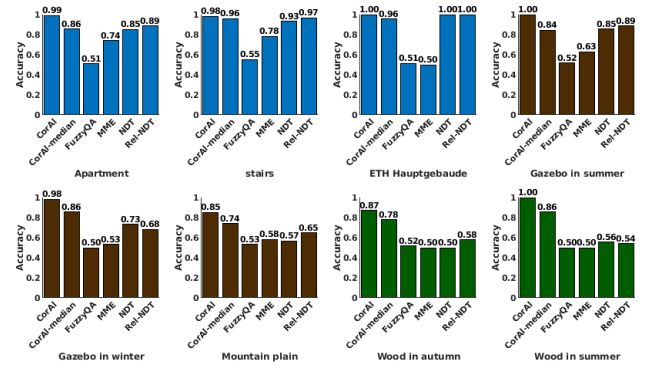 0.99 0.86 0.51 0.74 0.85 0.89
Accuracy
1
0.8
0.6
0.4
0.2
0
CorAl CorAl-median FuzzyQA MME NDT Rel-NDT
Apartment
0.98 0.96 0.55 0.78 0.93 0.97
Accuracy
1
0.8
0.6
0.4
0.2
0
CorAl CorAl-median FuzzyQA MME NDT Rel-NDT
stairs
1.00 0.96 0.51 0.50 1.00 1.00
Accuracy
1
0.8
0.6
0.4
0.2
0
CorAl CorAl-median FuzzyQA MME NDT Rel-NDT
ETH Hauptgebaude
1.00 0.84 0.52 0.63 0.85 0.89
Accuracy
1
0.8
0.6
0.4
0.2
0
CorAl CorAl-median FuzzyQA MME NDT Rel-NDT
Gazebo in summer
0.98 0.86 0.50 0.53 0.73 0.68
Accuracy
1
0.8
0.6
0.4
0.2
0
CorAl CorAl-median FuzzyQA MME NDT Rel-NDT
Gazebo in winter
0.85 0.74 0.53 0.58 0.57 0.65
Accuracy
1
0.8
0.6
0.4
0.2
0
CorAl CorAl-median FuzzyQA MME NDT Rel-NDT
Mountain plain
0.87 0.78 0.52 0.50 0.50 0.58
Accuracy
1
0.8
0.6
0.4
0.2
0
CorAl CorAl-median FuzzyQA MME NDT Rel-NDT
Wood in autumn
1.00 0.86 0.50 0.50 0.56 0.54
Accuracy
1
0.8
0.6
0.4
0.2
0
CorAl CorAl-median FuzzyQA MME NDT Rel-NDT
Wood in summer